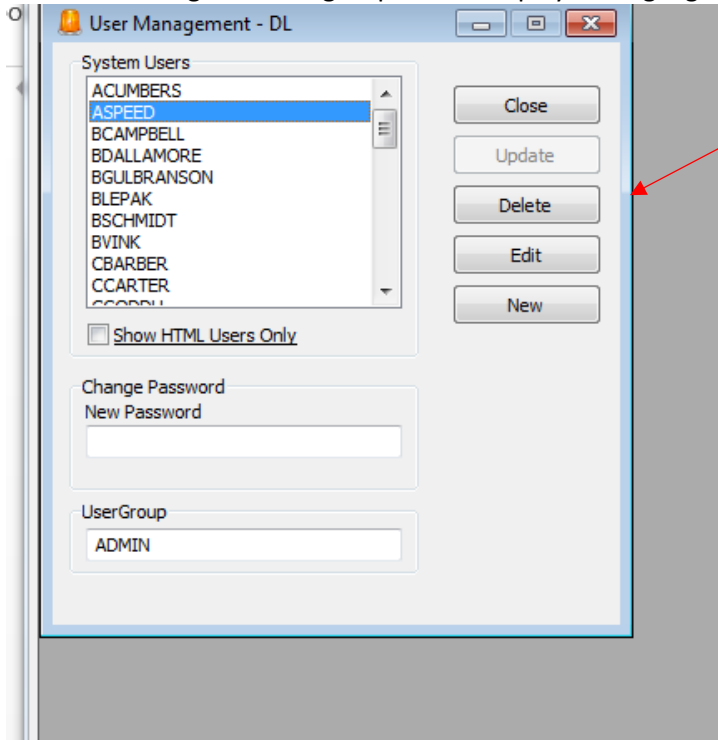 User Management - DL
System Users
ACUMBERS
ASPEED
BCAMPBELL
BDALLAMORE
BGULBRANSON
BLEPAK
BSCHMIDT
BVINK
CBARBER
CCARTER
Show HTML Users Only
Close
Update
Delete
Edit
New
Change Password
New Password
UserGroup
ADMIN